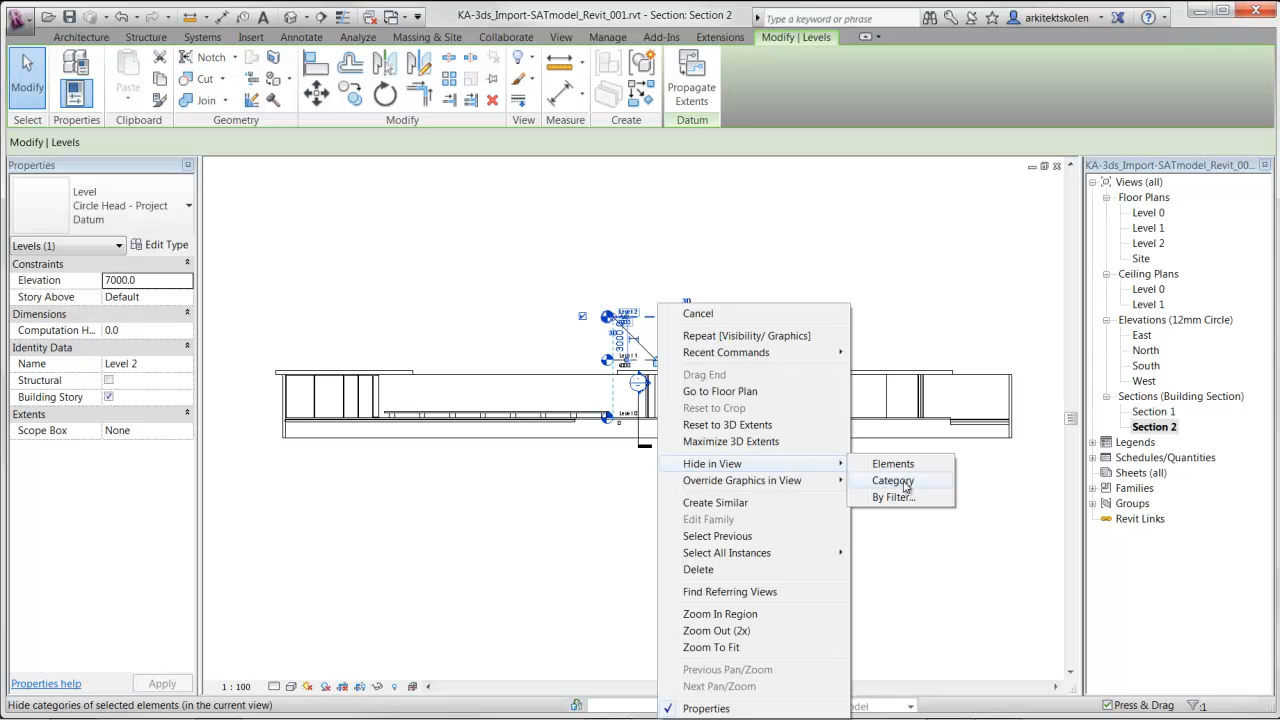 KA-3ds_Import-SATmodel_Revit_001.rvt - Section: Section 2
Type a keyword or phrase
arkitektskolen
Architecture Structure Systems Insert Annotate Analyze Massing & Site Collaborate View Manage Add-Ins Extensions Modify | Levels
Modify
Paste
Notch
Cut
Join
Propagate
Extents
Select Properties Clipboard Geometry Modify View Measure Create Datum
Modify | Levels
Properties
Level
Circle Head - Project
Datum
Levels (1)
Edit Type
Constraints
Elevation 7000.0
Story Above Default
Dimensions
Computation H... 0.0
Identity Data
Name Level 2
Structural
Building Story
Extents
Scope Box None
Properties help
Apply
3D
Level 2
3000
Level 1
Level 0
Cancel
Repeat [Visibility/ Graphics]
Recent Commands
Drag End
Go to Floor Plan
Reset to Crop
Reset to 3D Extents
Maximize 3D Extents
Hide in View
Override Graphics in View
Create Similar
Edit Family
Select Previous
Select All Instances
Delete
Find Referring Views
Zoom In Region
Zoom Out (2x)
Zoom To Fit
Previous Pan/Zoom
Next Pan/Zoom
Properties
Elements
Category
By Filter...
KA-3ds_Import-SATmodel_Revit_00...
Views (all)
Floor Plans
Level 0
Level 1
Level 2
Site
Ceiling Plans
Level 0
Level 1
Elevations (12mm Circle)
East
North
South
West
Sections (Building Section)
Section 1
Section 2
Legends
Schedules/Quantities
Sheets (all)
Families
Groups
Revit Links
1 : 100
Hide categories of selected elements (in the current view)
Press & Drag
:1